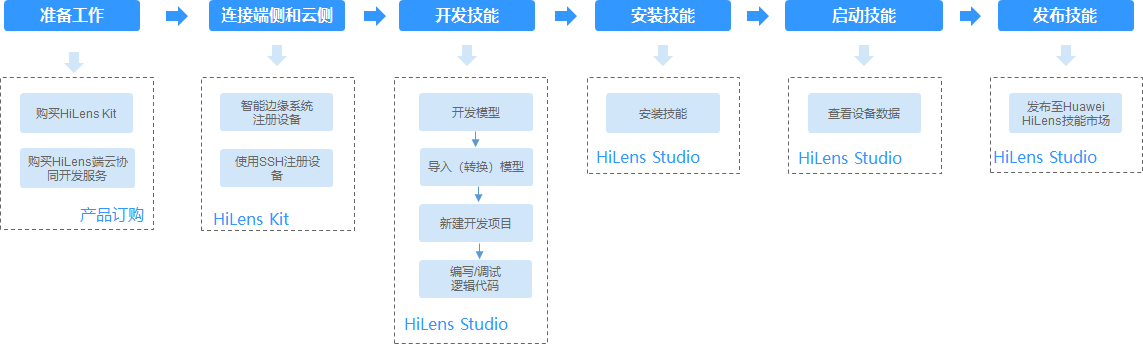 准备工作
连接端侧和云侧
开发技能
安装技能
启动技能
发布技能
购买HiLens Kit
购买HiLens端云协
同开发服务
产品订购
智能边缘系统
注册设备
使用SSH注册设
备
HiLens Kit
开发模型
导入（转换）模型
新建开发项目
编写/调试
逻辑代码
HiLens Studio
安装技能
HiLens Studio
查看设备数据
HiLens Studio
发布至Huawei
HiLens技能市场
HiLens Studio